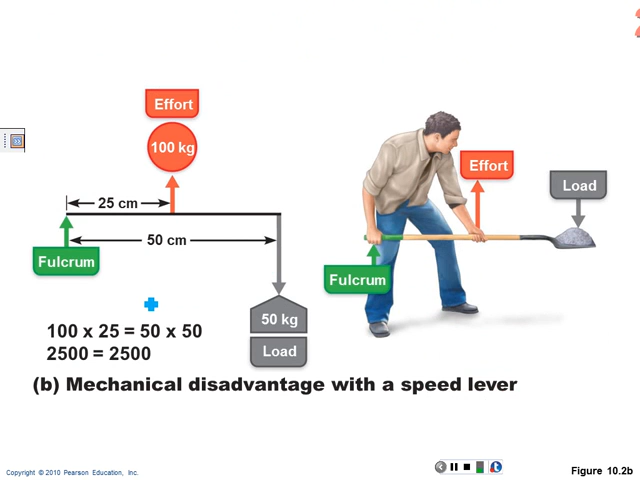 Effort
100 kg
25 cm
50 cm
Fulcrum
50 kg
Load
100 x 25 = 50 x 50
2500 = 2500
Effort
Load
Fulcrum
(b) Mechanical disadvantage with a speed lever
Copyright © 2010 Pearson Education, Inc.
Figure 10.2b